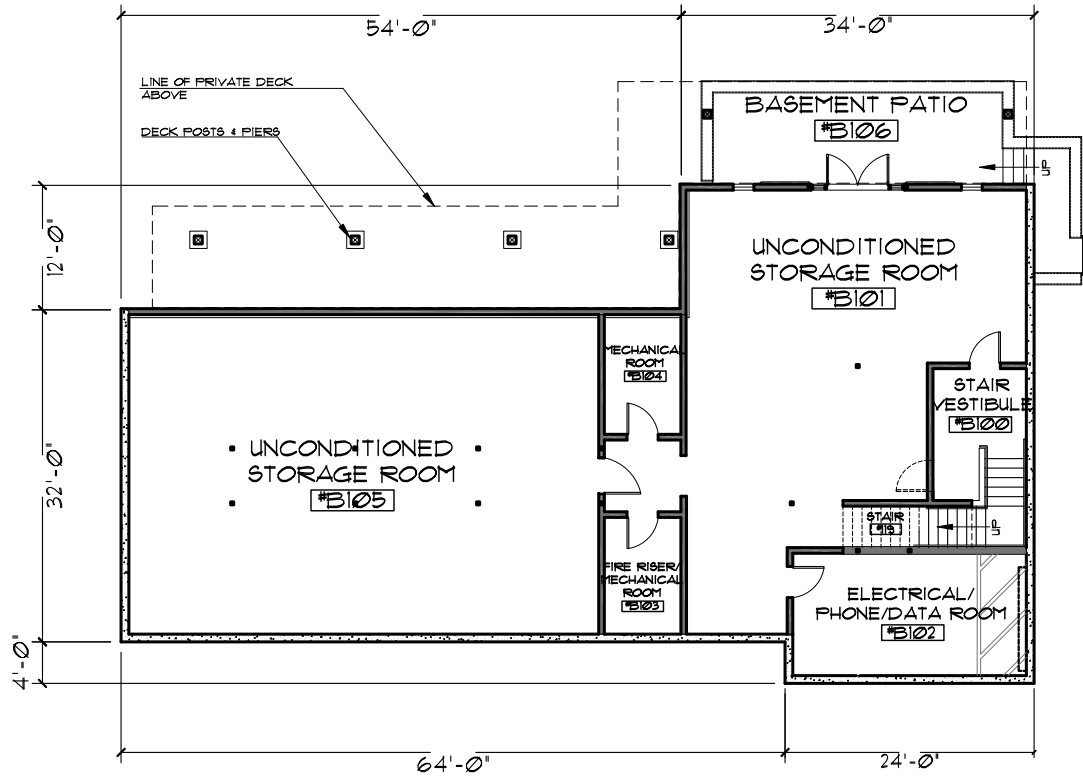 54'-0"
34'-0"
LINE OF PRIVATE DECK
ABOVE
DECK POSTS & PIERS
BASEMENT PATIO
#B106
UP
12'-0"
UNCONDITIONED
STORAGE ROOM
#B101
MECHANICAL
ROOM
#B104
STAIR
VESTIBULE
#B100
32'-0"
UNCONDITIONED
STORAGE ROOM
#B105
STAIR
UP
FIRE RISER/
MECHANICAL
ROOM
#B103
ELECTRICAL/
PHONE/DATA ROOM
#B102
4'-0"
64'-0"
24'-0"